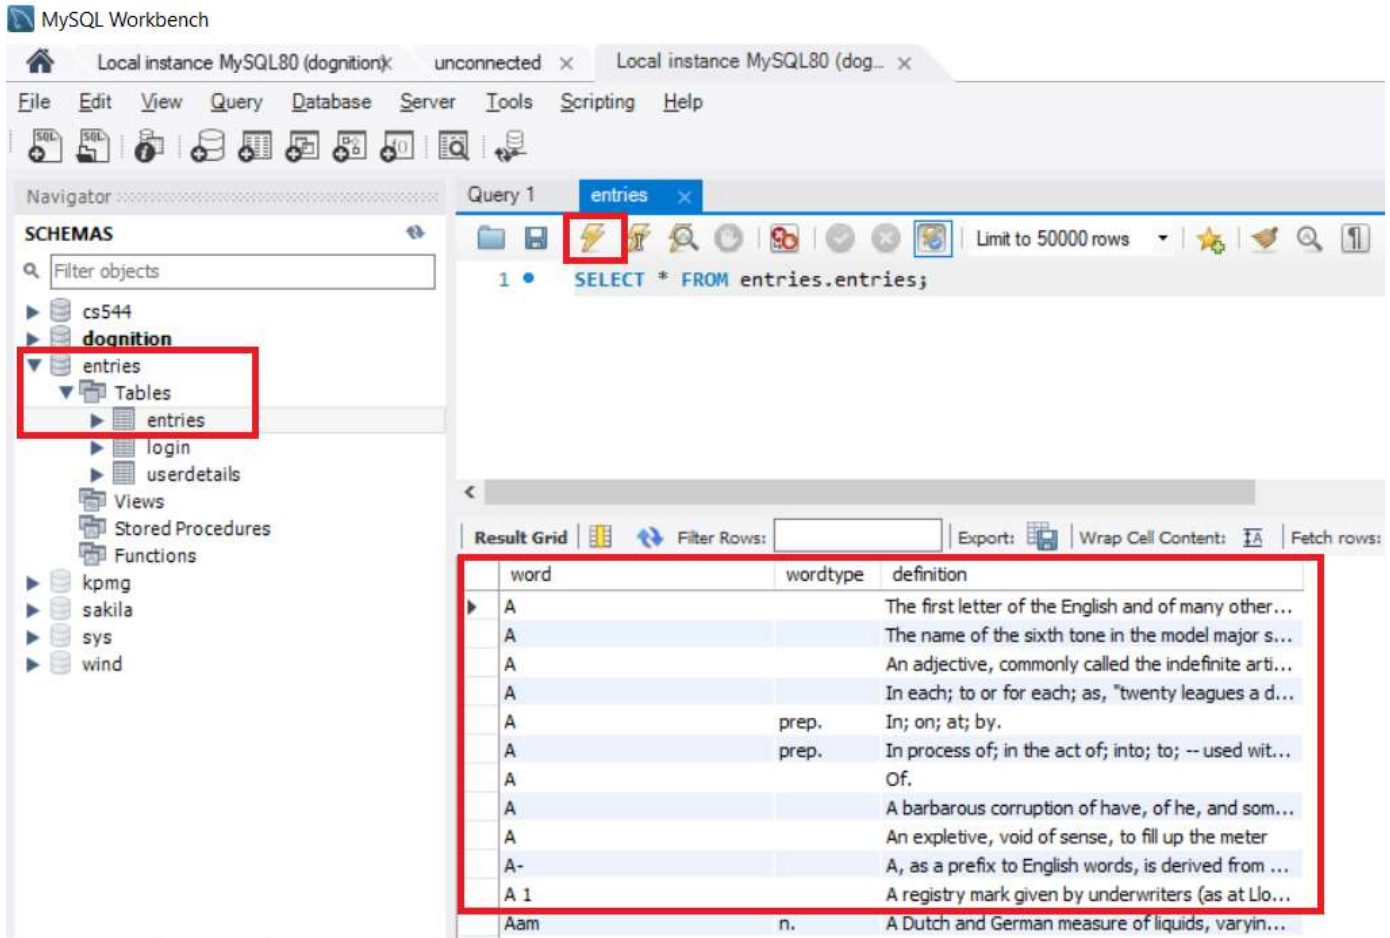 MySQL Workbench
Local instance MySQL80 (dognition) unconnected Local instance MySQL80 (dog...
File Edit View Query Database Server Tools Scripting Help
Navigator
SCHEMAS
Filter objects
cs544
dognition
entries
Tables
entries
login
userdetails
Views
Stored Procedures
Functions
kpmg
sakila
sys
wind
Query 1 entries
Limit to 50000 rows
1 SELECT * FROM entries.entries;
Result Grid Filter Rows: Export: Wrap Cell Content: IA Fetch rows:
word wordtype definition
A The first letter of the English and of many other...
A The name of the sixth tone in the model major s...
A An adjective, commonly called the indefinite arti...
A In each; to or for each; as, "twenty leagues a d...
A prep. In; on; at; by.
A prep. In process of; in the act of; into; to; -- used wit...
A Of.
A A barbarous corruption of have, of he, and som...
A An expletive, void of sense, to fill up the meter
A- A, as a prefix to English words, is derived from ...
A 1 A registry mark given by underwriters (as at Llo...
Aam n. A Dutch and German measure of liquids, varyin...